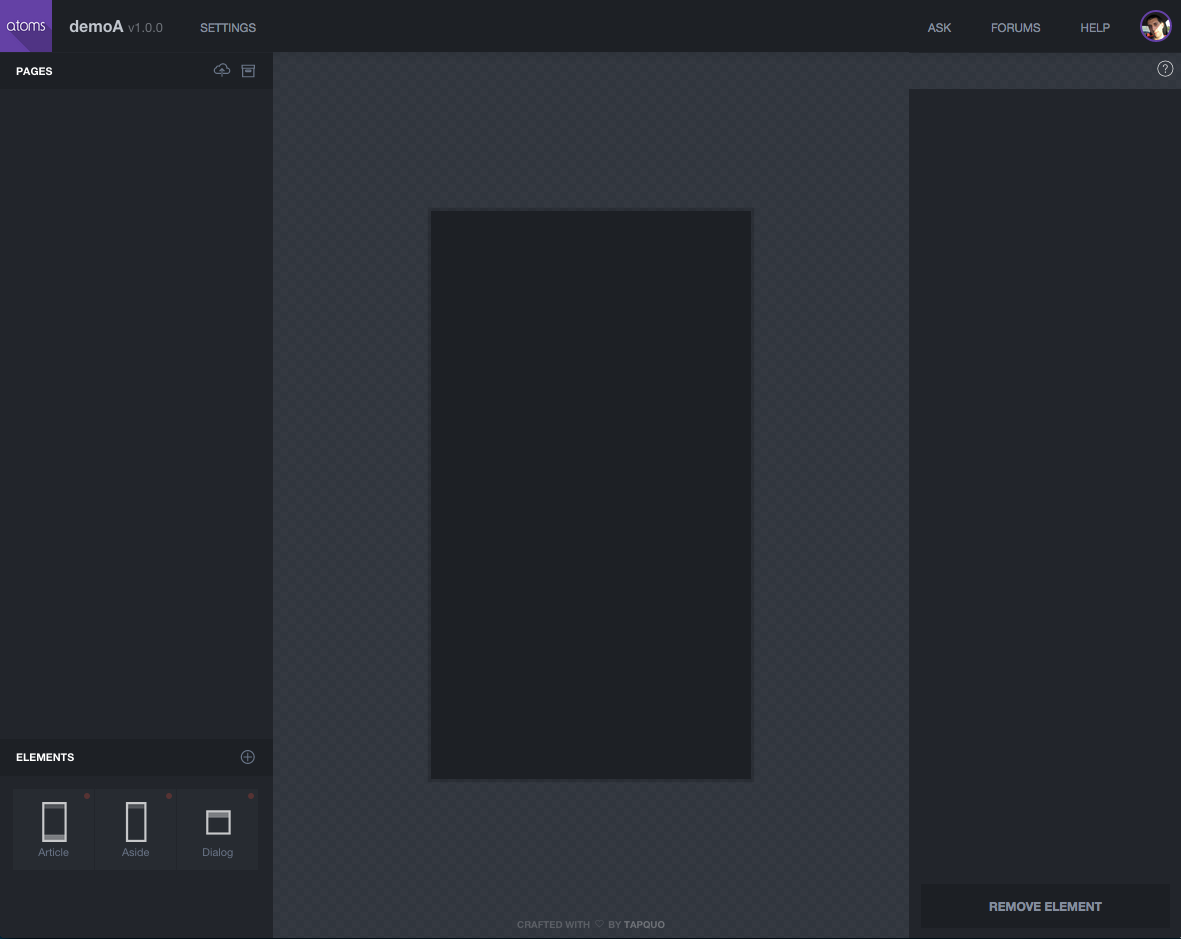 atoms demoA v1.0.0 SETTINGS ASK FORUMS HELP
PAGES
ELEMENTS
Article Aside Dialog
CRAFTED WITH ♡ BY TAPQUO
REMOVE ELEMENT